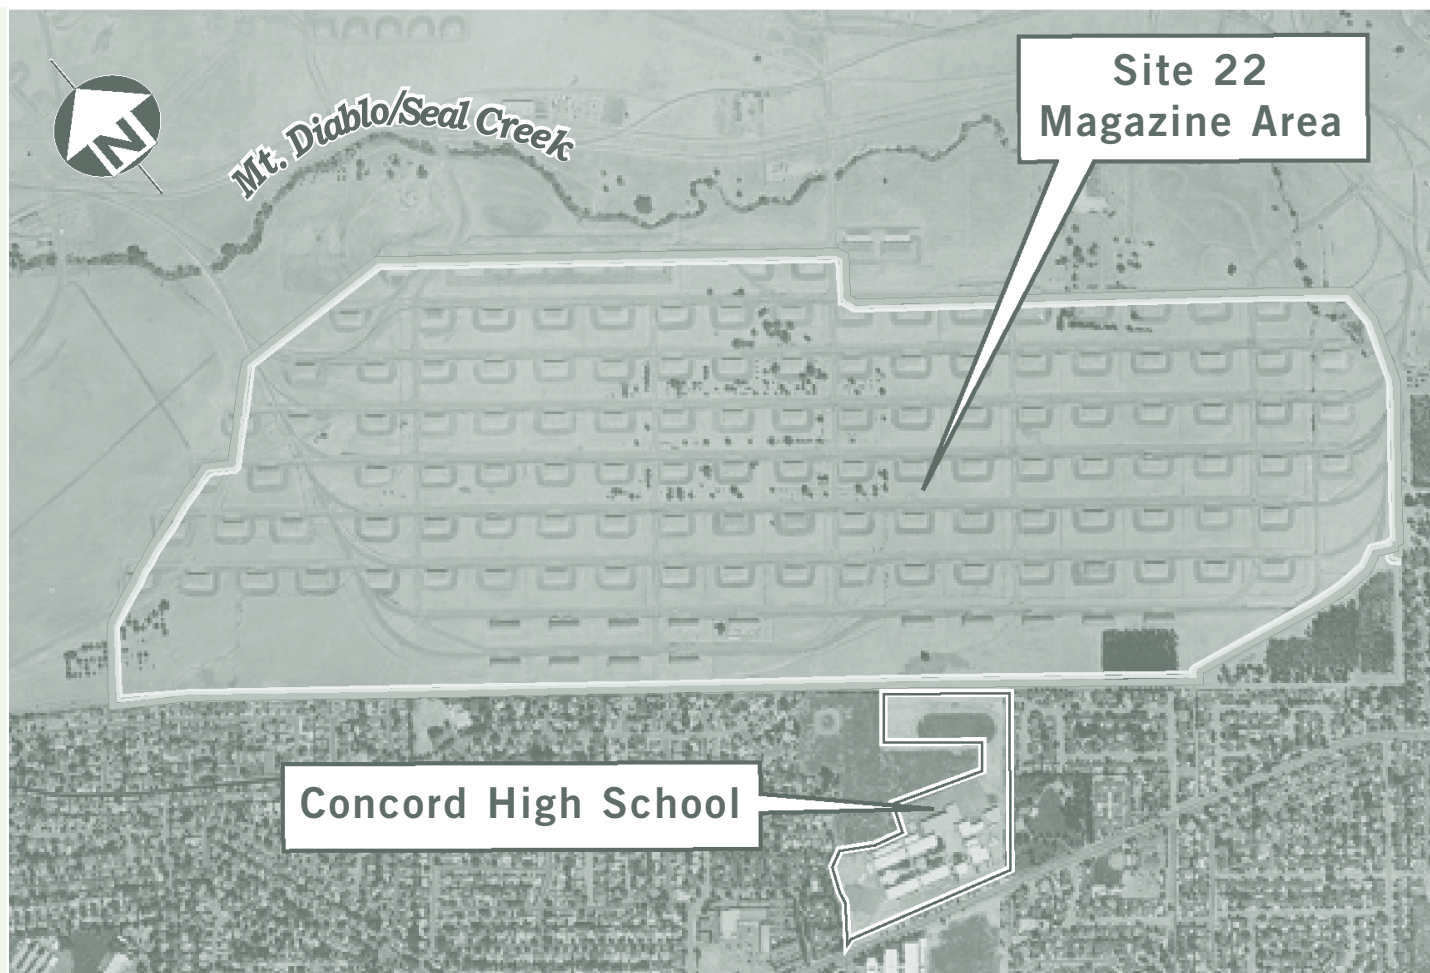 Site 22
Magazine Area
N
Mt. Diablo/Seal Creek
Concord High School